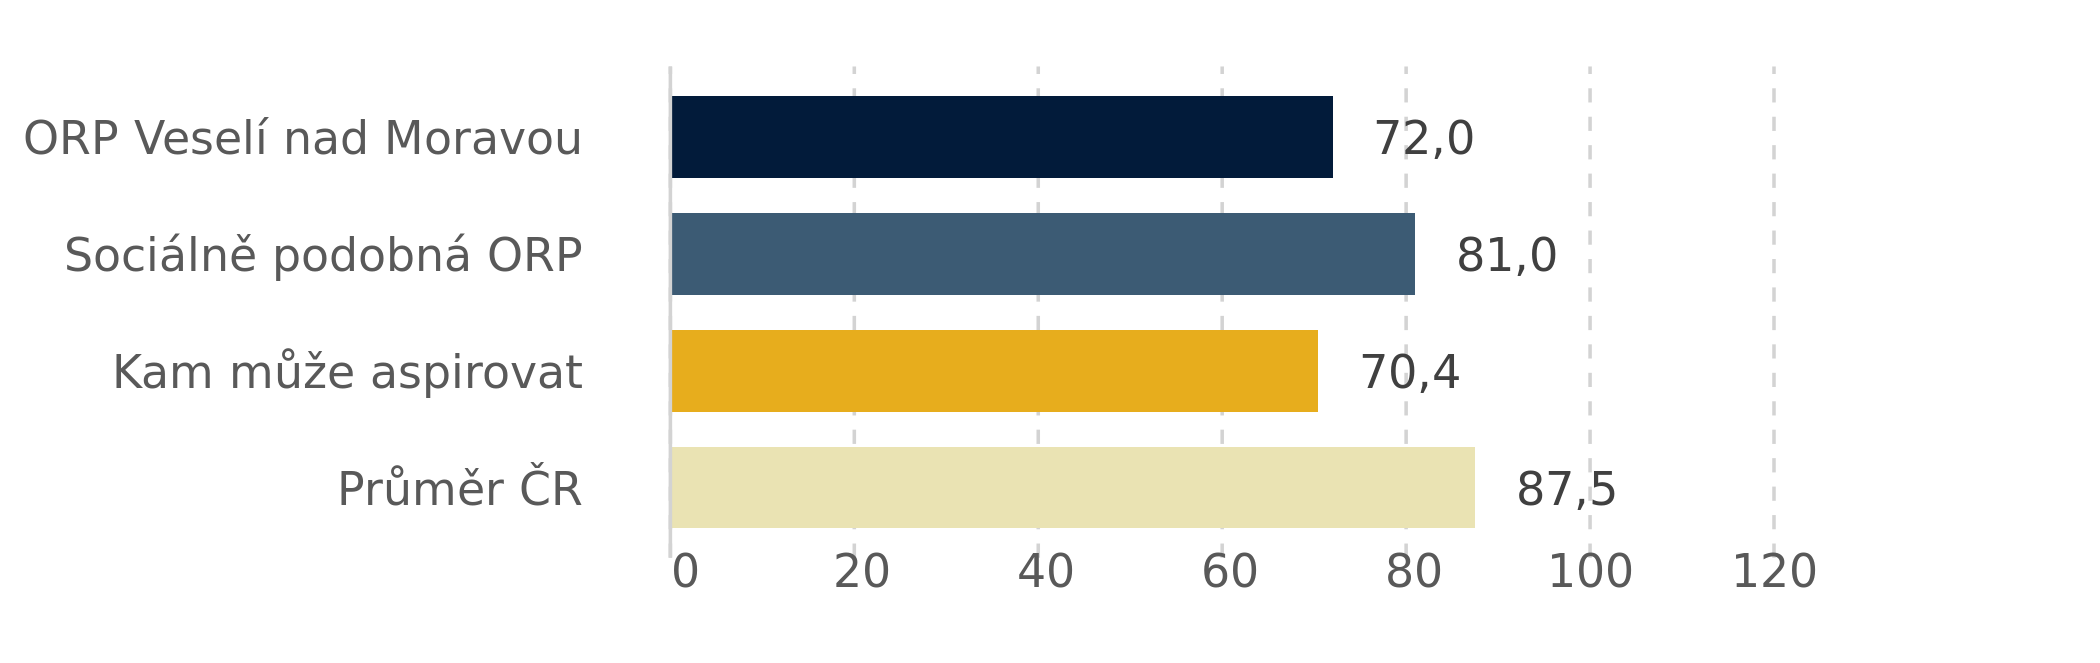 ORP Veselí nad Moravou 72,0
Sociálně podobná ORP 81,0
Kam může aspirovat 70,4
Průměr ČR 87,5
0 20 40 60 80 100 120